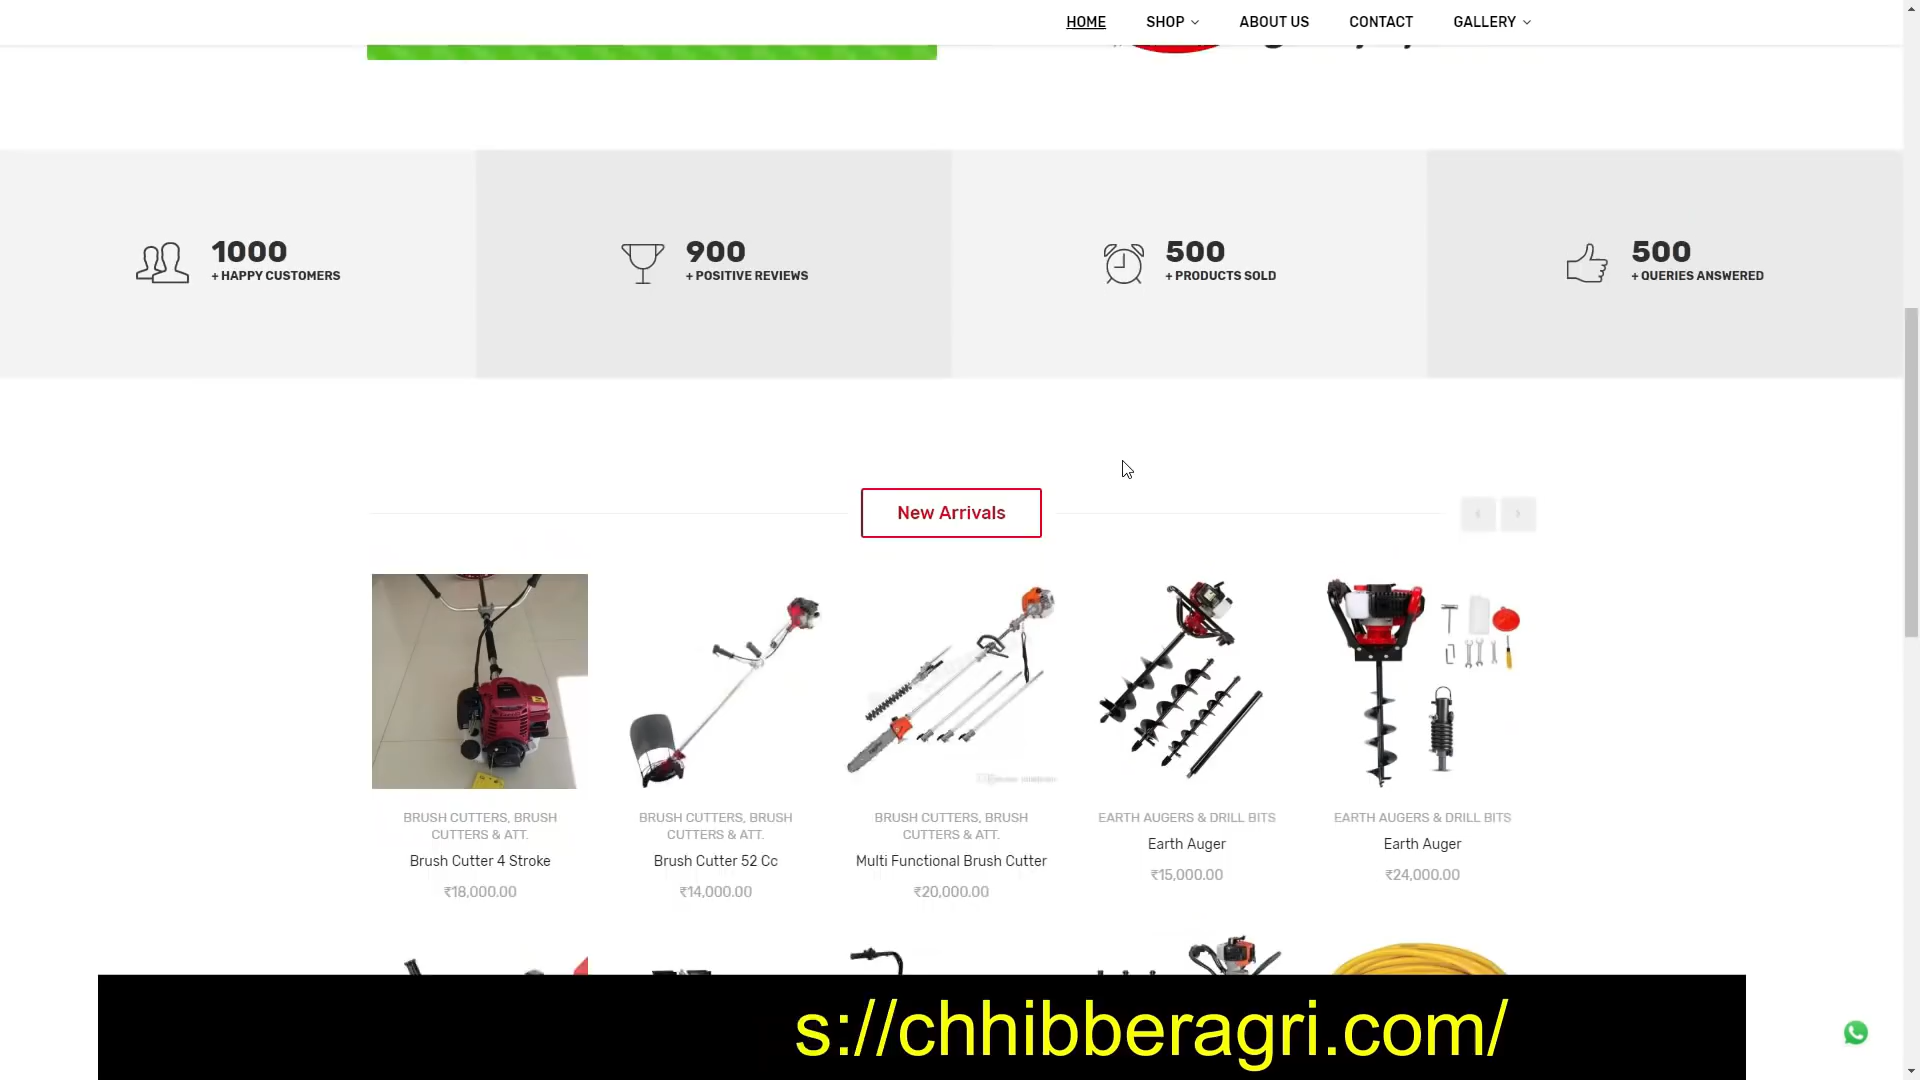 HOME SHOP ABOUT US CONTACT GALLERY
1000
+ HAPPY CUSTOMERS
900
+ POSITIVE REVIEWS
500
+ PRODUCTS SOLD
500
+ QUERIES ANSWERED
New Arrivals
BRUSH CUTTERS, BRUSH
CUTTERS & ATT.
Brush Cutter 4 Stroke
₹18,000.00
BRUSH CUTTERS, BRUSH
CUTTERS & ATT.
Brush Cutter 52 Cc
₹14,000.00
BRUSH CUTTERS, BRUSH
CUTTERS & ATT.
Multi Functional Brush Cutter
₹20,000.00
EARTH AUGERS & DRILL BITS
Earth Auger
₹15,000.00
EARTH AUGERS & DRILL BITS
Earth Auger
₹24,000.00
s://chhibberagri.com/